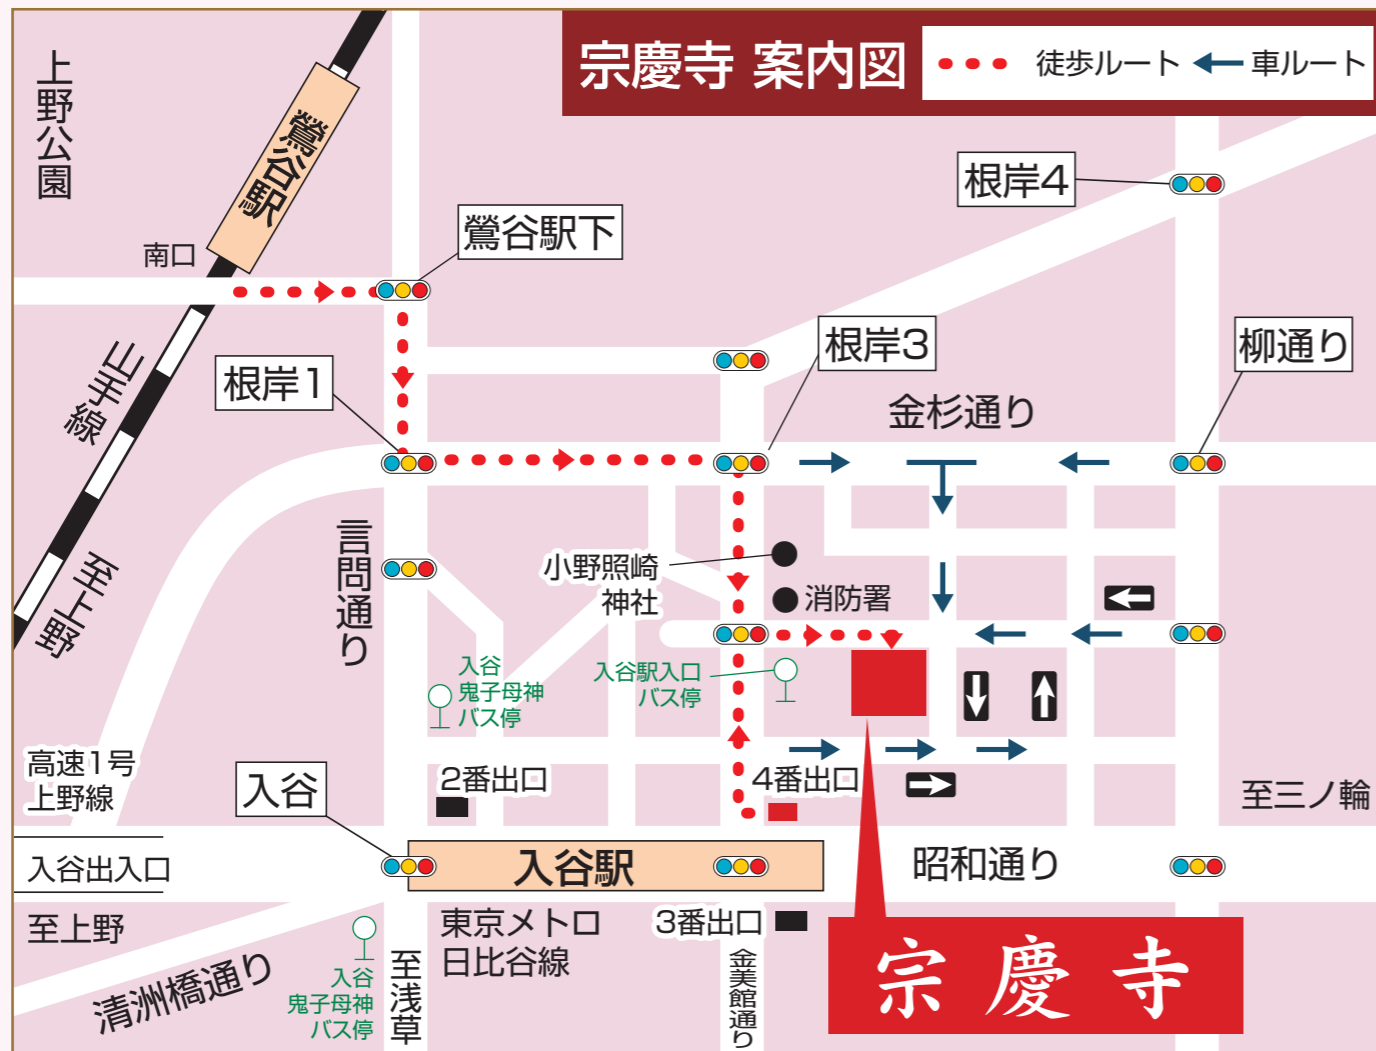 宗慶寺 案内図
徒歩ルート
車ルート
上野公園
鶯谷駅
南口
鶯谷駅下
根岸4
山手線
根岸1
根岸3
柳通り
金杉通り
至上野
言問通り
小野照崎
神社
消防署
入谷
鬼子母神
バス停
入谷駅入口
バス停
高速1号
上野線
入谷
2番出口
4番出口
至三ノ輪
入谷出入口
入谷駅
昭和通り
至上野
東京メトロ
日比谷線
3番出口
清洲橋通り
入谷
鬼子母神
バス停
至浅草
金美館通り
宗慶寺